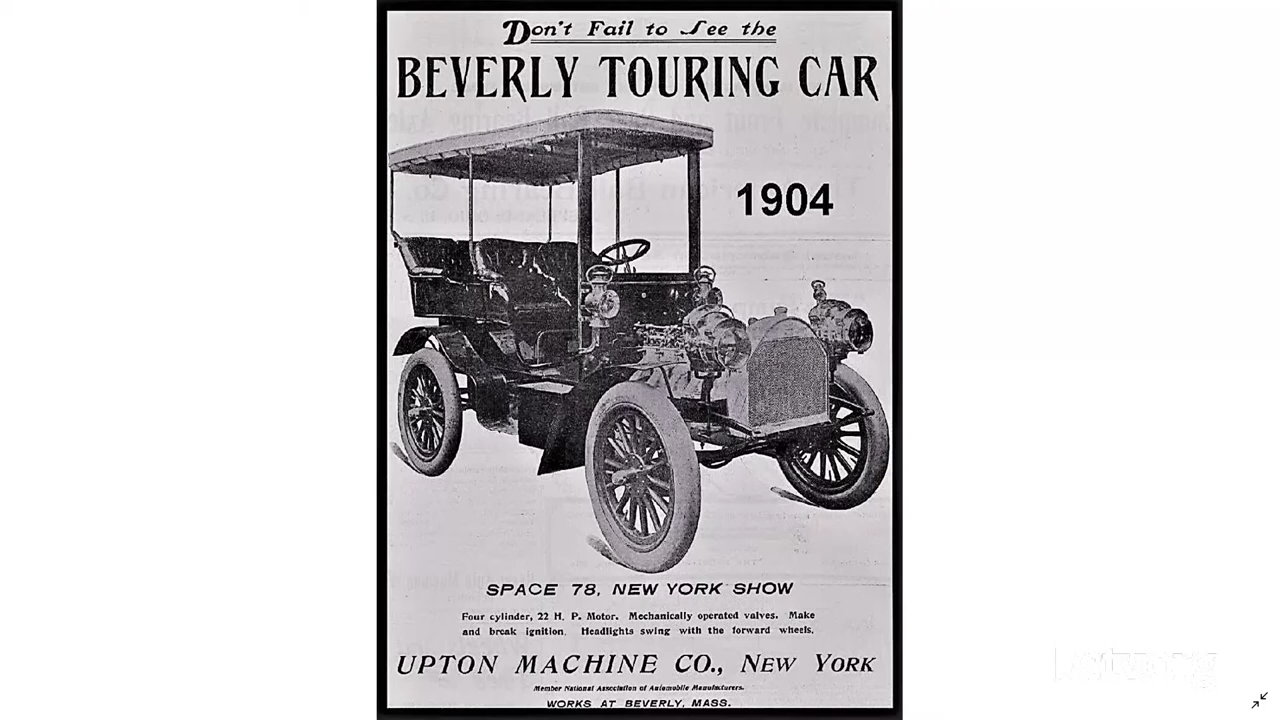 Don't Fail to See the
BEVERLY TOURING CAR
1904
SPACE 78, NEW YORK SHOW
Four cylinder, 22 H. P. Motor. Mechanically operated valves. Make
and break ignition. Headlights swing with the forward wheels.
UPTON MACHINE CO., NEW YORK
Member National Association of Automobile Manufacturers.
WORKS AT BEVERLY, MASS.